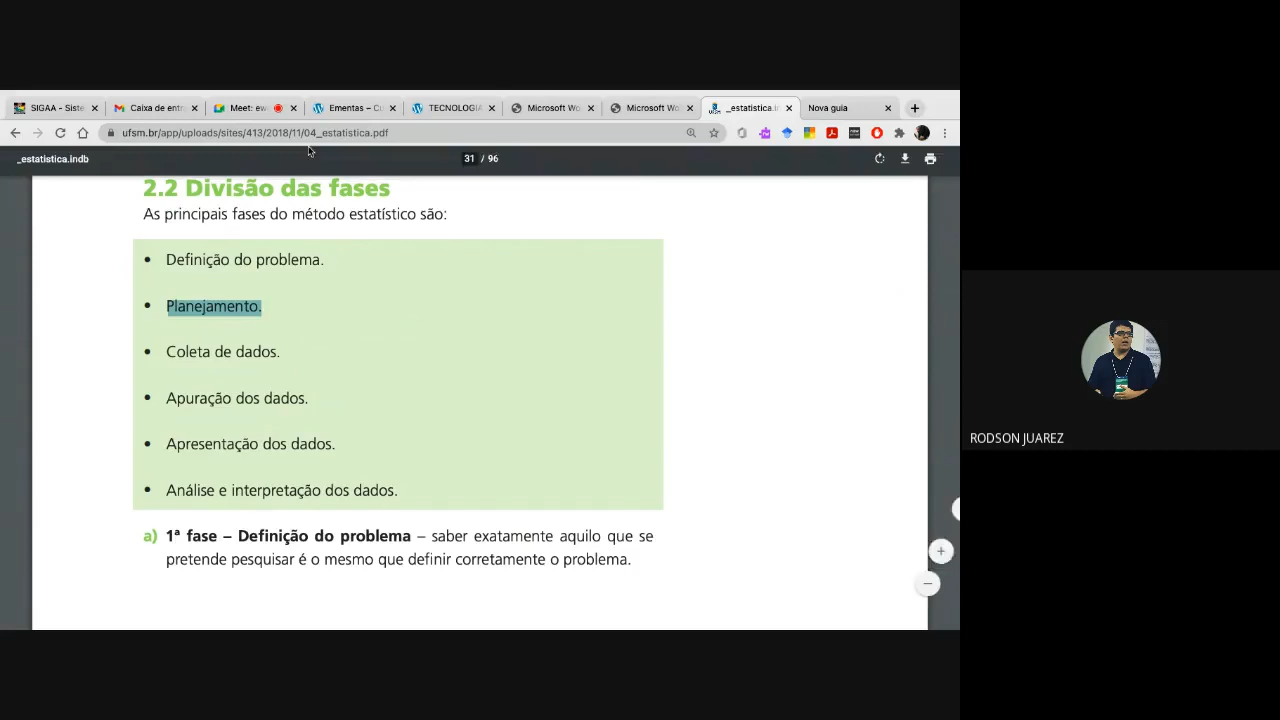 SIGAA - Siste
Caixa de entr
Meet: ew
Ementas – C
TECNOLOGIA
Microsoft Wo
Microsoft Wo
_estatistica.in
Nova guia
ufsm.br/app/uploads/sites/413/2018/11/04_estatistica.pdf
_estatistica.indb
31 / 96
2.2 Divisão das fases
As principais fases do método estatístico são:
• Definição do problema.
• Planejamento.
• Coleta de dados.
• Apuração dos dados.
• Apresentação dos dados.
• Análise e interpretação dos dados.
a) 1ª fase – Definição do problema – saber exatamente aquilo que se
pretende pesquisar é o mesmo que definir corretamente o problema.
RODSON JUAREZ